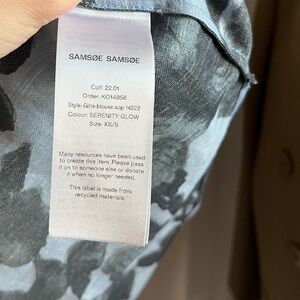 SAMSØE SAMSØE
Coll: 22.01
Order: KO14856
Style: Gitte blouse aop 14222
Colour: SERENITY GLOW
Size: XS/S
Many resources have been used
to create this item. Please pass
it on to someone else or donate
it when no longer needed.
This label is made from
recycled materials.